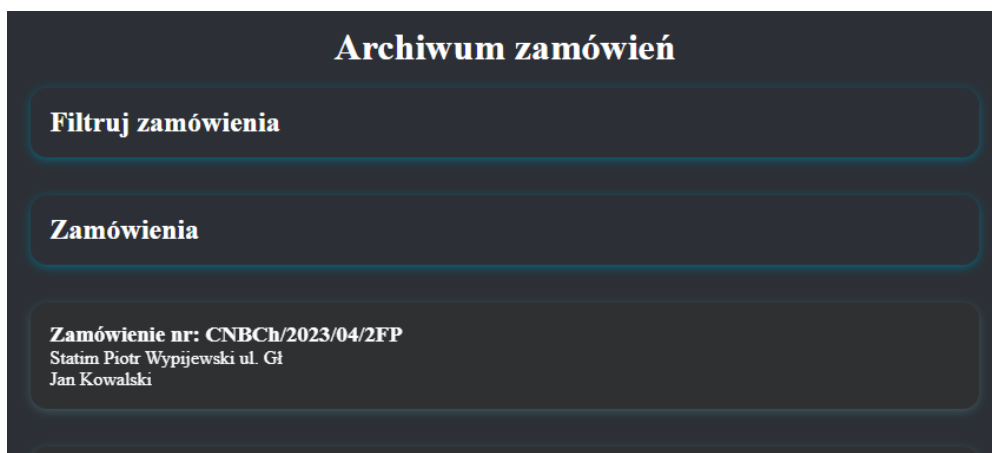 Archiwum zamówień
Filtruj zamówienia
Zamówienia
Zamówienie nr: CNBCh/2023/04/2FP
Statim Piotr Wypijewski ul. Gł
Jan Kowalski